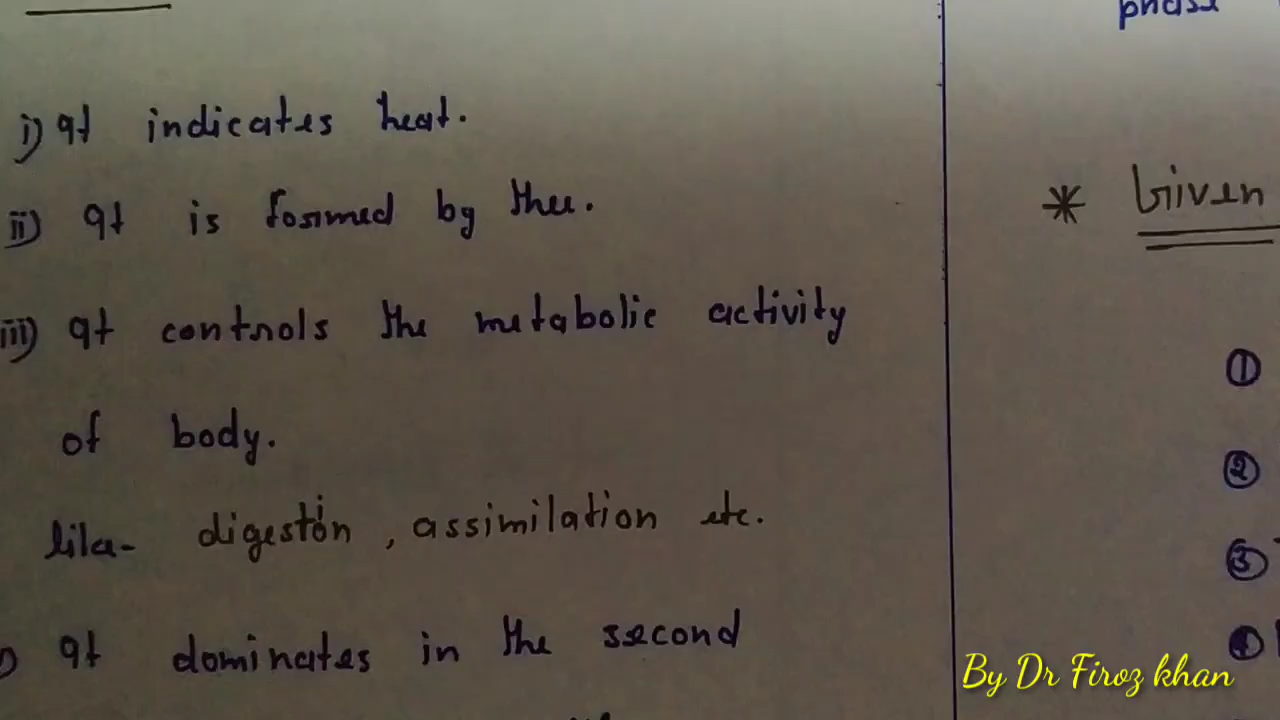 i) It indicates heat.
ii) It is formed by the.
iii) It controls the metabolic activity
of body.
like- digestion, assimilation etc.
It dominates in the second
phase
* Given
①
②
③
④
By Dr Firoz khan